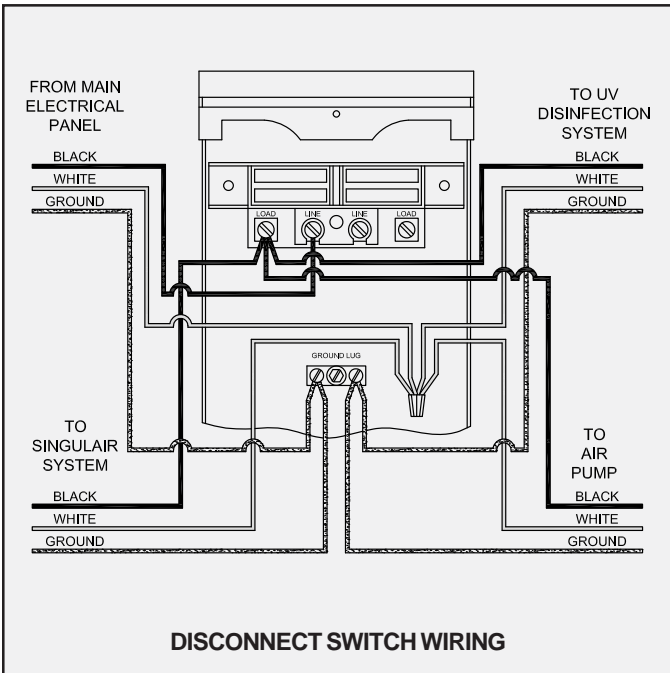 FROM MAIN
ELECTRICAL
PANEL
BLACK
WHITE
GROUND
TO UV
DISINFECTION
SYSTEM
BLACK
WHITE
GROUND
LOAD
LINE
LINE
LOAD
GROUND LUG
TO
SINGULAIR
SYSTEM
BLACK
WHITE
GROUND
TO
AIR
PUMP
BLACK
WHITE
GROUND
DISCONNECT SWITCH WIRING